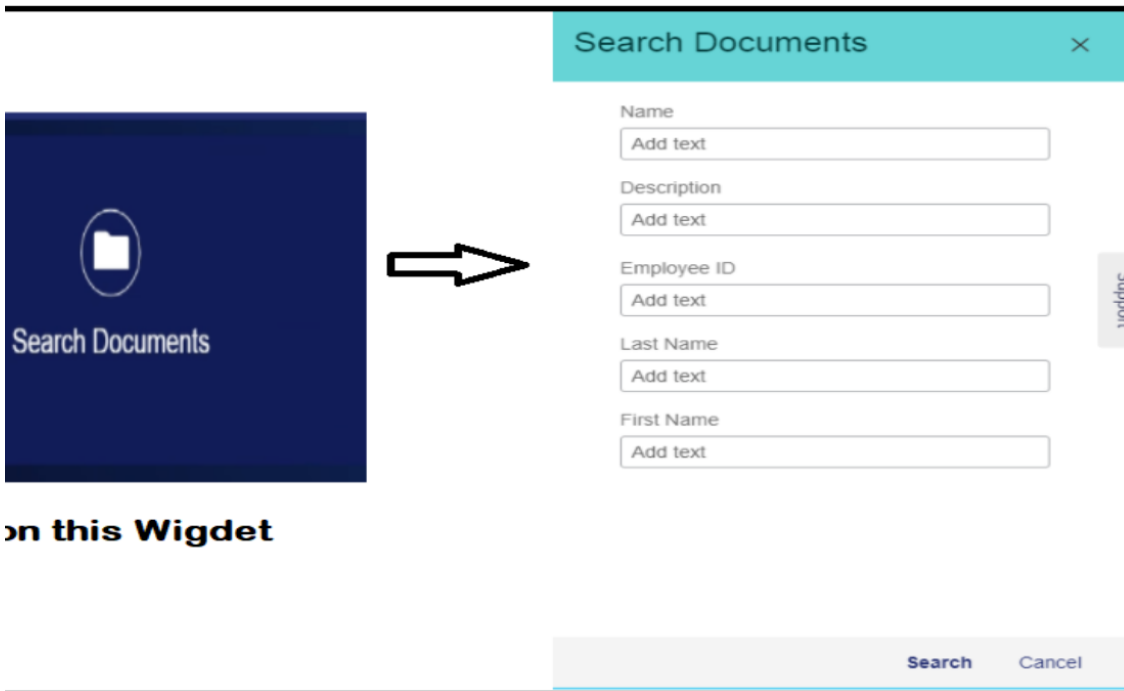 Search Documents
on this Wigdet
Search Documents
Name
Add text
Description
Add text
Employee ID
Add text
Last Name
Add text
First Name
Add text
Support
Search Cancel